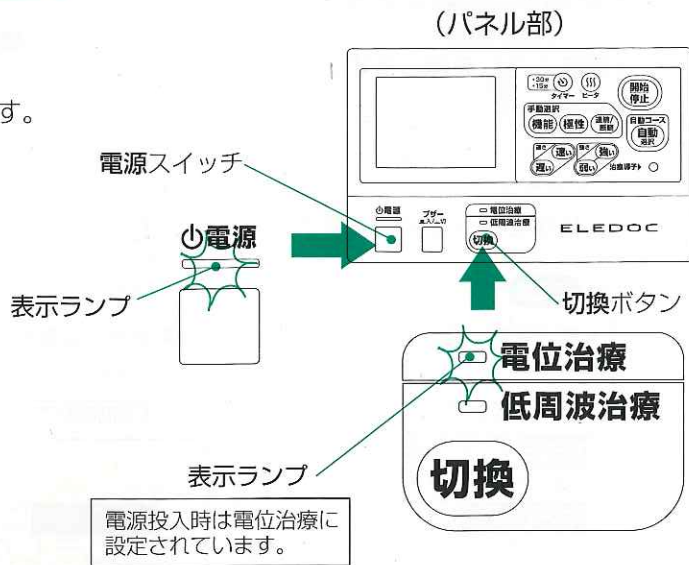 (パネル部)
す。
・30分
・15分
タイマー
ヒータ
開始
停止
手動選択
機能
極性
連続/
断続
自動コース
自動
選択
速さ
速い
遅い
強さ
強い
弱い
治療導子
電源スイッチ
電源
ブザー
入/切
電位治療
低周波治療
切換
ELEDOC
電源
表示ランプ
切換ボタン
電位治療
低周波治療
切換
表示ランプ
電源投入時は電位治療に
設定されています。